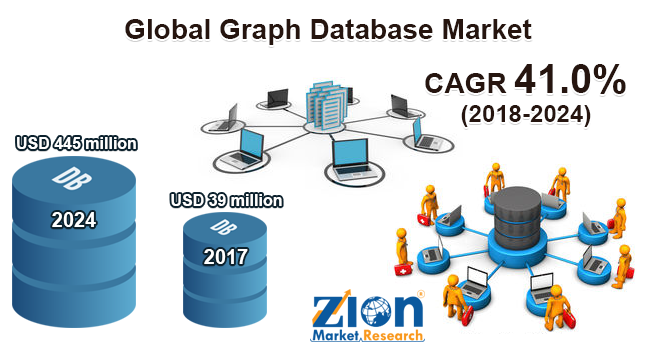 Global Graph Database Market
CAGR 41.0%
(2018-2024)
USD 445 million
DB
2024
USD 39 million
DB
2017
Zion®
Market.Research